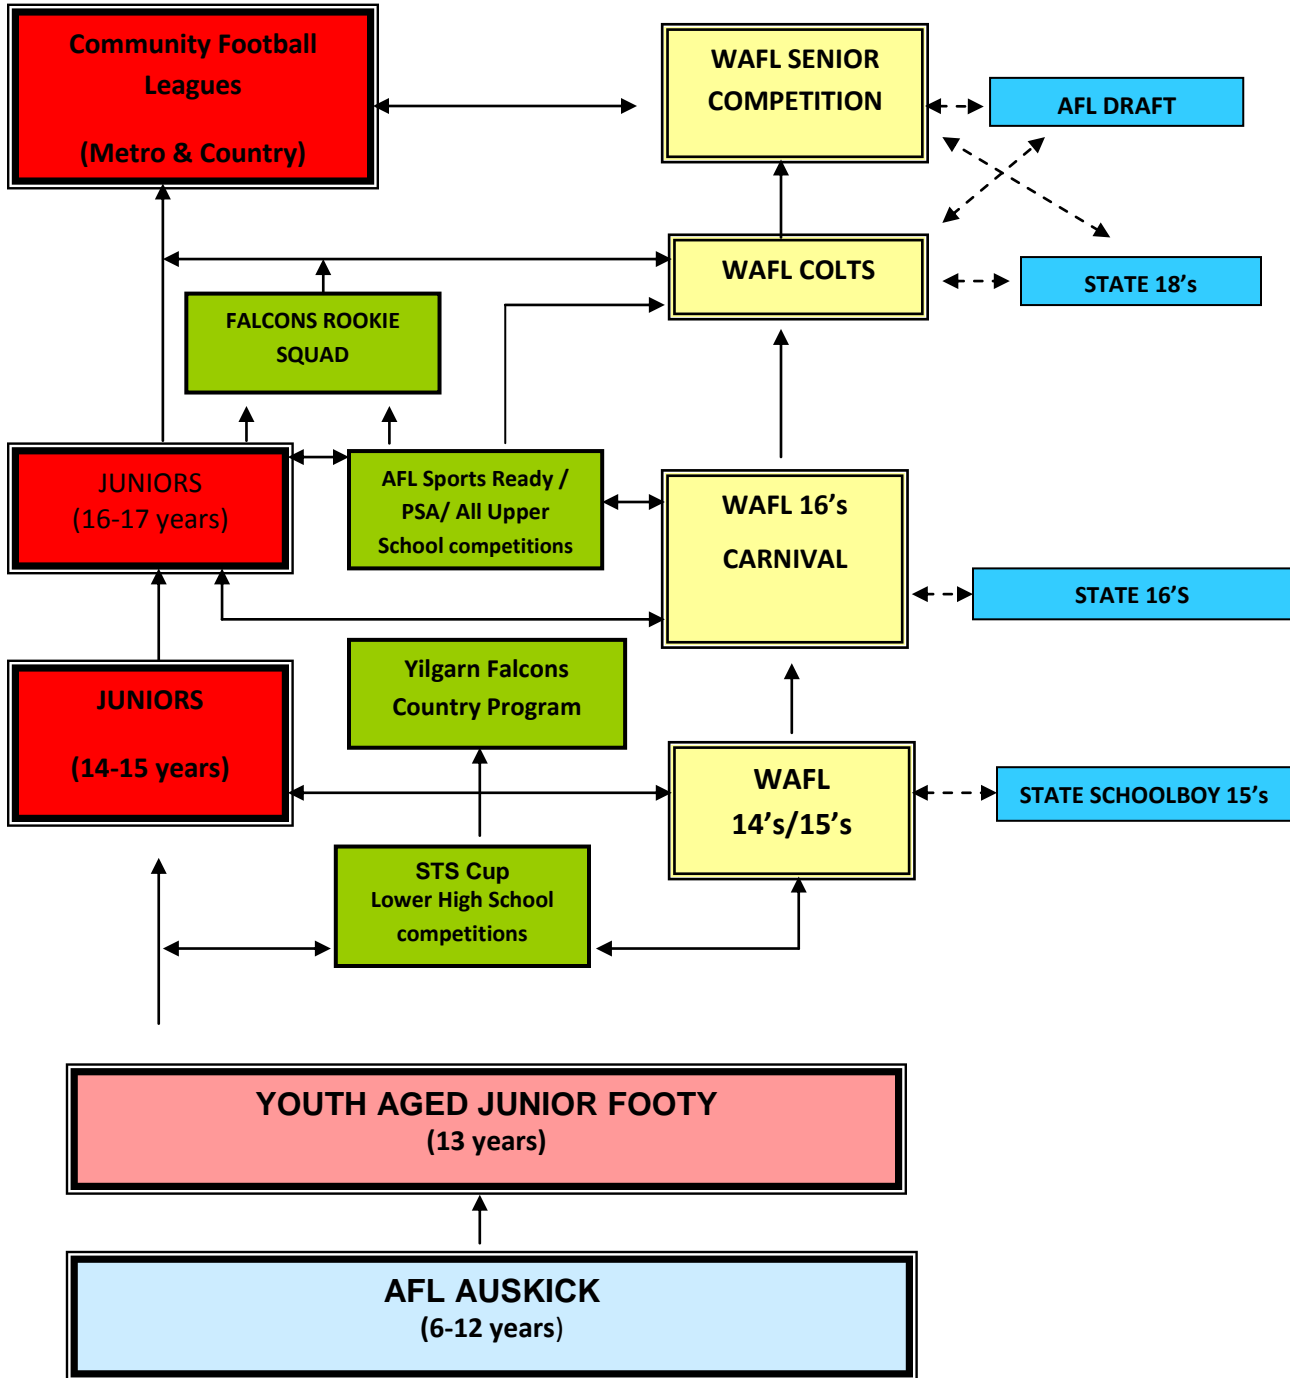 Community Football
Leagues
(Metro & Country)
WAFL SENIOR
COMPETITION
AFL DRAFT
WAFL COLTS
STATE 18’s
FALCONS ROOKIE
SQUAD
JUNIORS
(16-17 years)
AFL Sports Ready /
PSA/ All Upper
School competitions
WAFL 16’s
CARNIVAL
STATE 16’S
Yilgarn Falcons
Country Program
JUNIORS
(14-15 years)
WAFL
14’s/15’s
STATE SCHOOLBOY 15’s
STS Cup
Lower High School
competitions
YOUTH AGED JUNIOR FOOTY
(13 years)
AFL AUSKICK
(6-12 years)